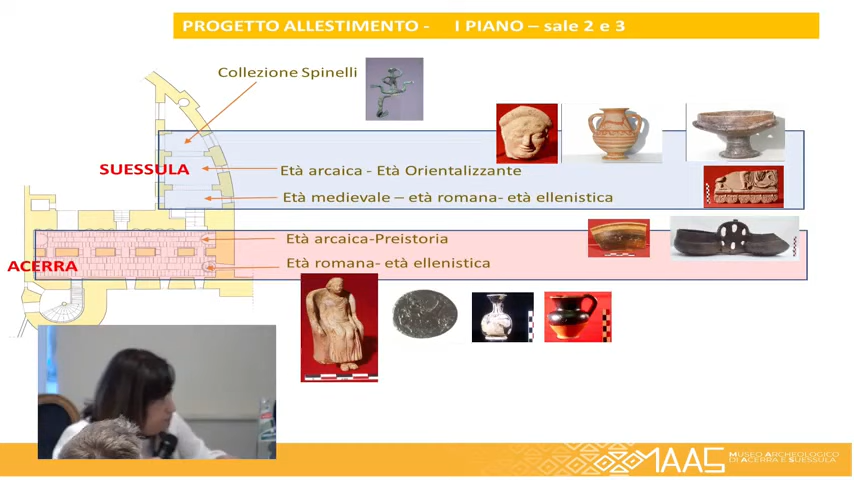 PROGETTO ALLESTIMENTO - I PIANO – sale 2 e 3
Collezione Spinelli
SUESSULA
Età arcaica - Età Orientalizzante
Età medievale – età romana- età ellenistica
Età arcaica-Preistoria
ACERRA
Età romana- età ellenistica
MAAS
MUSEO ARCHEOLOGICO
DI ACERRA E SUESSULA